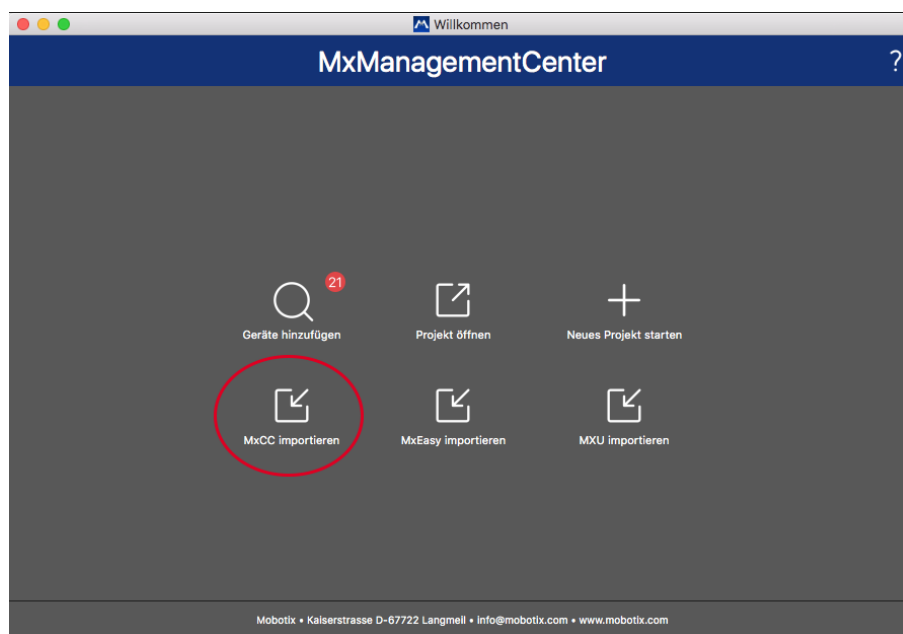 Willkommen
MxManagementCenter
?
21
Geräte hinzufügen
Projekt öffnen
Neues Projekt starten
MxCC importieren
MxEasy importieren
MXU importieren
Mobotix • Kaiserstrasse D-67722 Langmeil • info@mobotix.com • www.mobotix.com